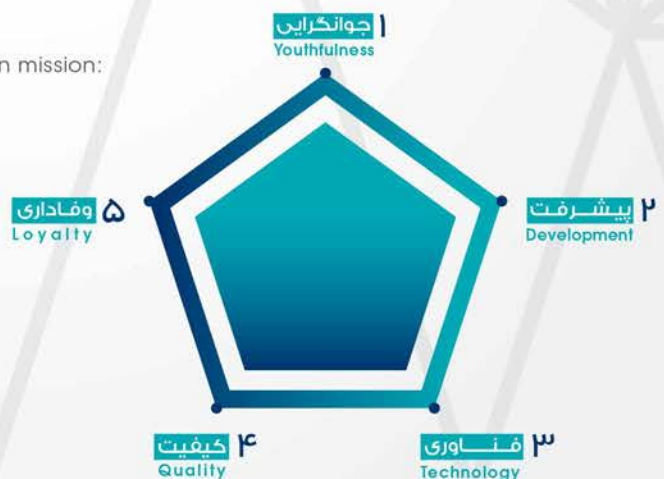 ۱ جوانگرایی
Youthfulness
n mission:
۲ پیشرفت
Development
۳ فناوری
Technology
۴ کیفیت
Quality
۵ وفاداری
Loyalty